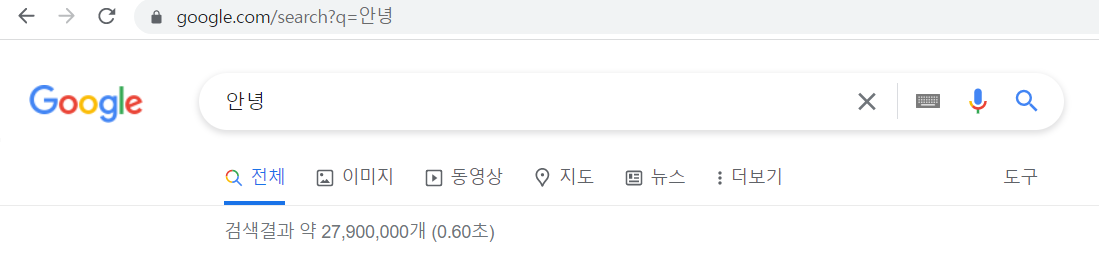 google.com/search?q=안녕
Google 안녕
전체 이미지 동영상 지도 뉴스 더보기 도구
검색결과 약 27,900,000개 (0.60초)